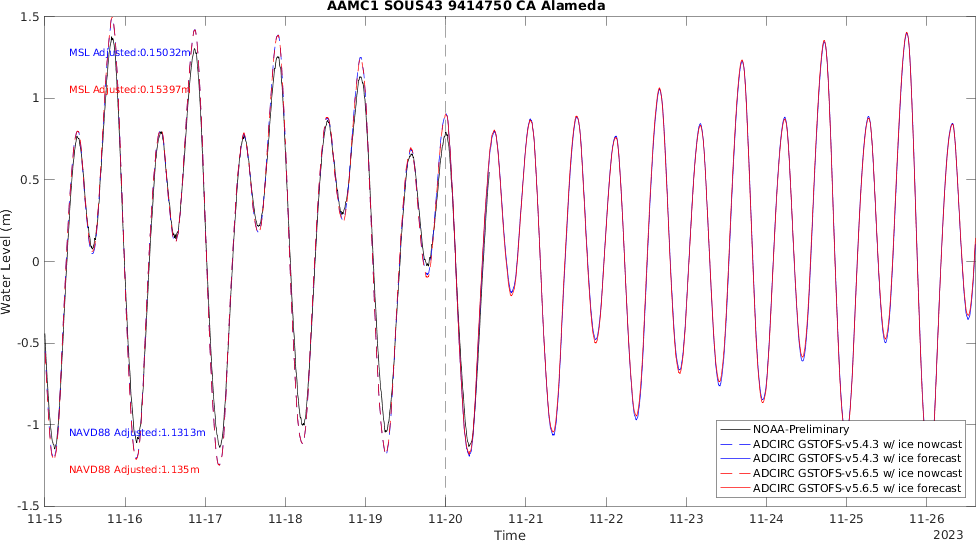 AAMC1 SOUS43 9414750 CA Alameda
1.5
1
0.5
0
-0.5
-1
-1.5
Water Level (m)
MSL Adjusted:0.15032m
MSL Adjusted:0.15397m
NAVD88 Adjusted:1.1313m
NAVD88 Adjusted:1.135m
NOAA-Preliminary
ADCIRC GSTOFS-v5.4.3 w/ ice nowcast
ADCIRC GSTOFS-v5.4.3 w/ ice forecast
ADCIRC GSTOFS-v5.6.5 w/ ice nowcast
ADCIRC GSTOFS-v5.6.5 w/ ice forecast
11-15 11-16 11-17 11-18 11-19 11-20 11-21 11-22 11-23 11-24 11-25 11-26
2023
Time